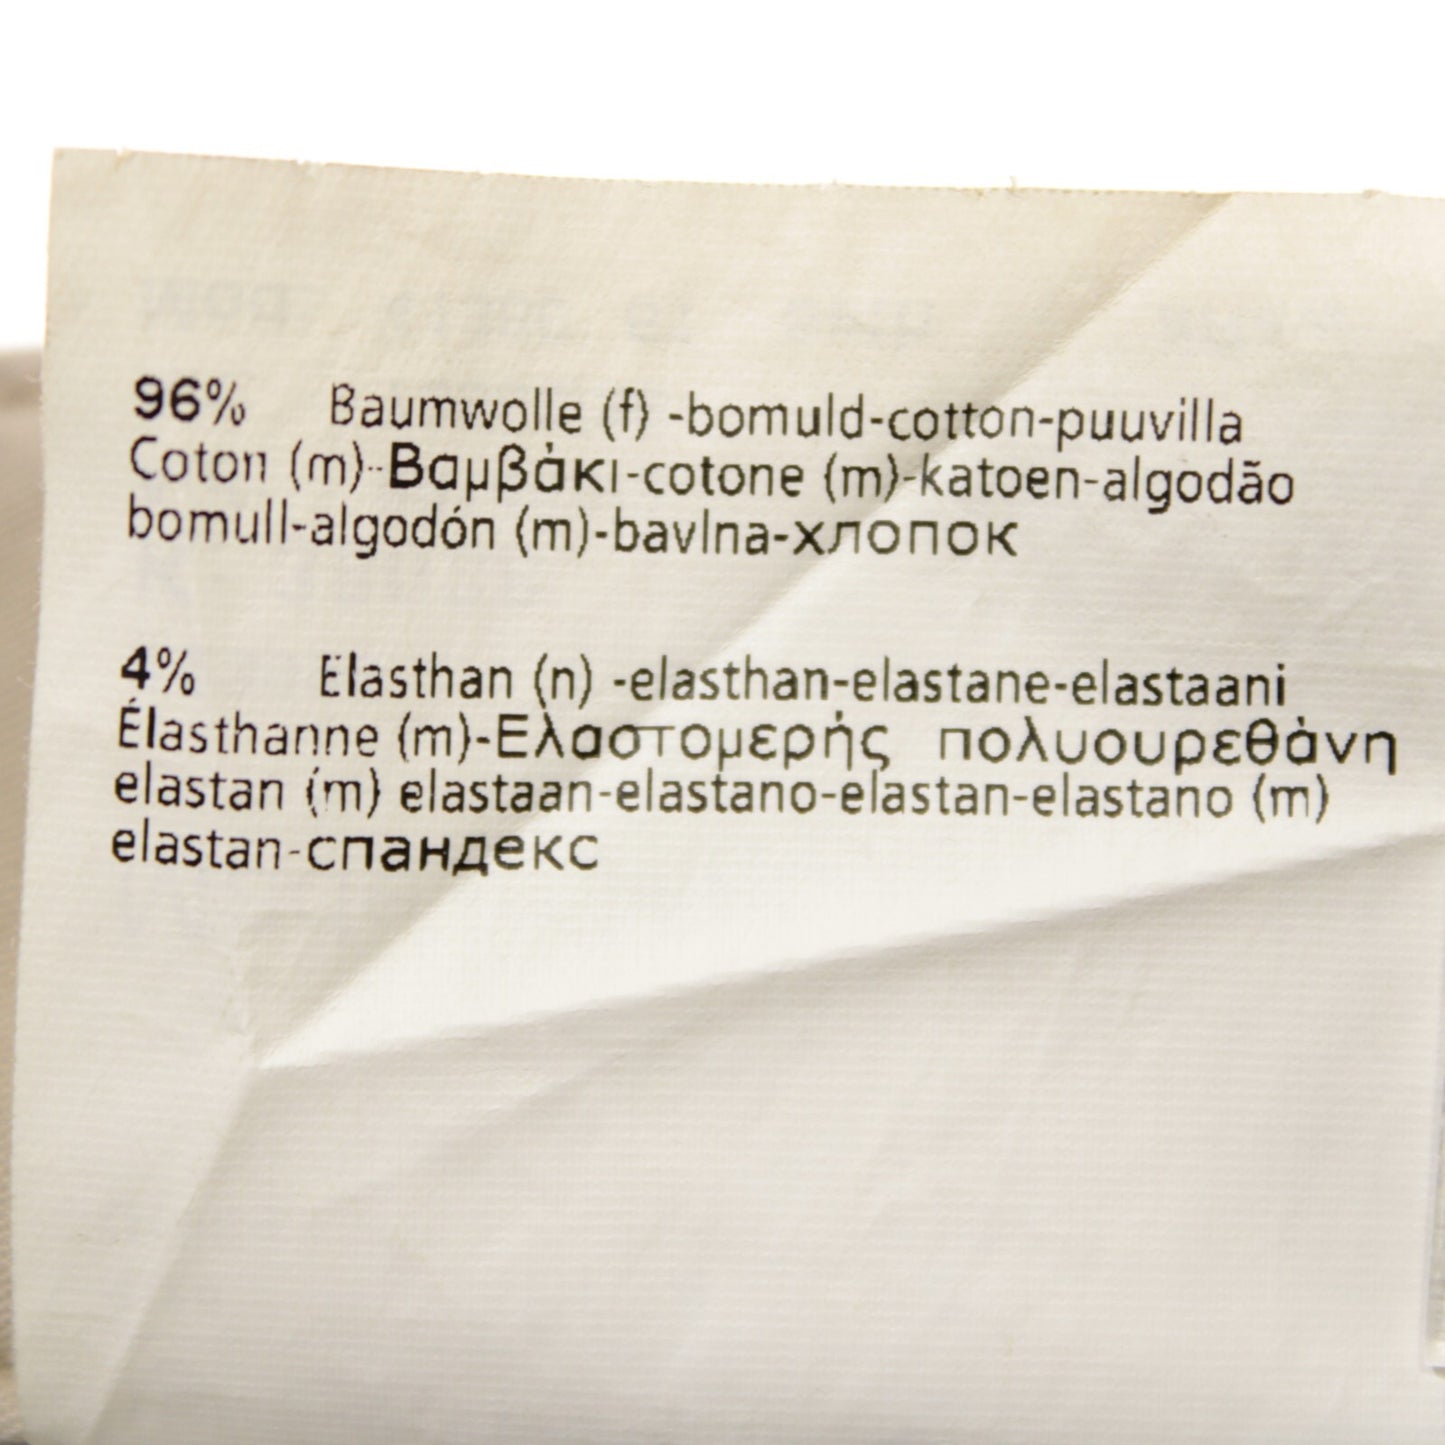 96% Baumwolle (f) -bomuld-cotton-puuvilla
Coton (m)-Βαμβάκι-cotone (m)-katoen-algodão
bomull-algodón (m)-bavlna-хлопок
4% Elasthan (n) -elasthan-elastane-elastaani
Élasthanne (m)-Ελαστομερής πολυουρεθάνη
elastan (m) elastaan-elastano-elastan-elastano (m)
elastan-спандекс